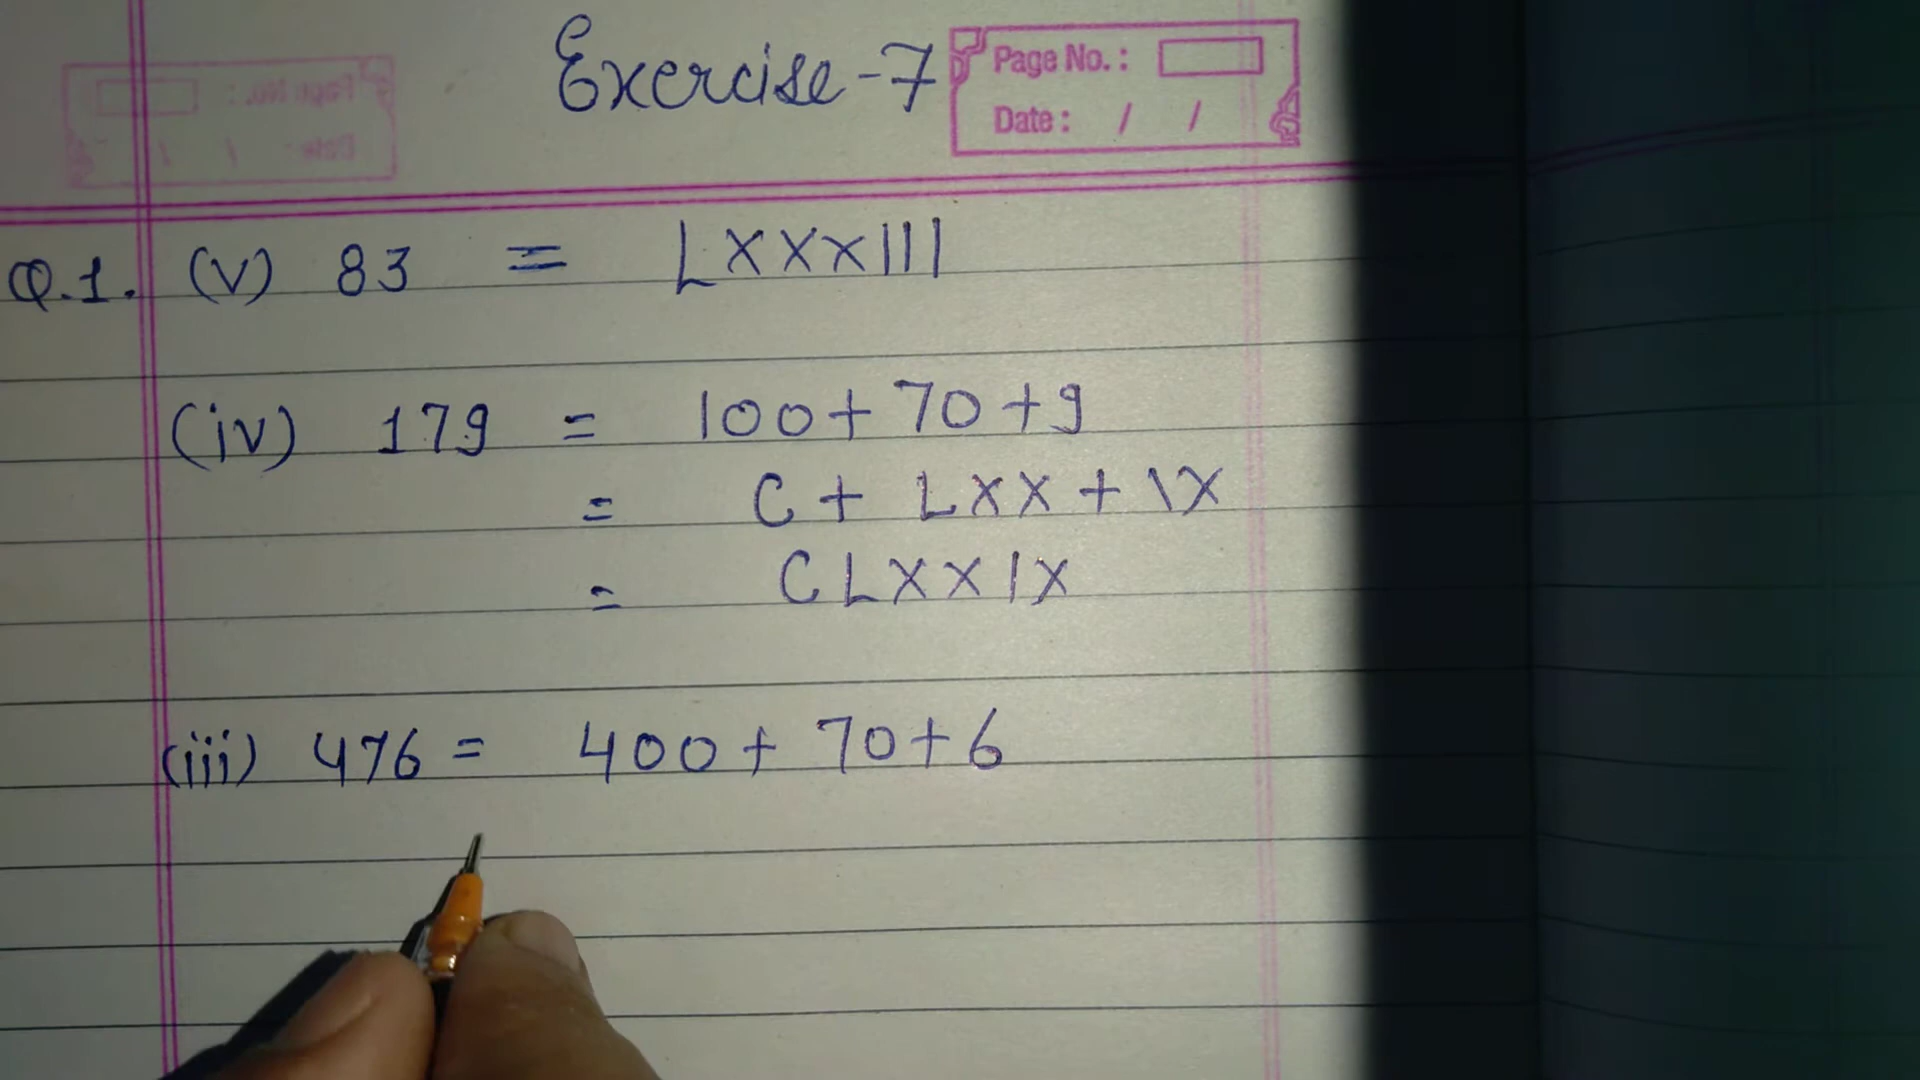 Exercise-7
Page No.:
Date: / /
Q.1. (v) 83 = LXXXIII
(iv) 179 = 100+70+9
= C + LXX + IX
= CLXXIX
(iii) 476 = 400+70+6